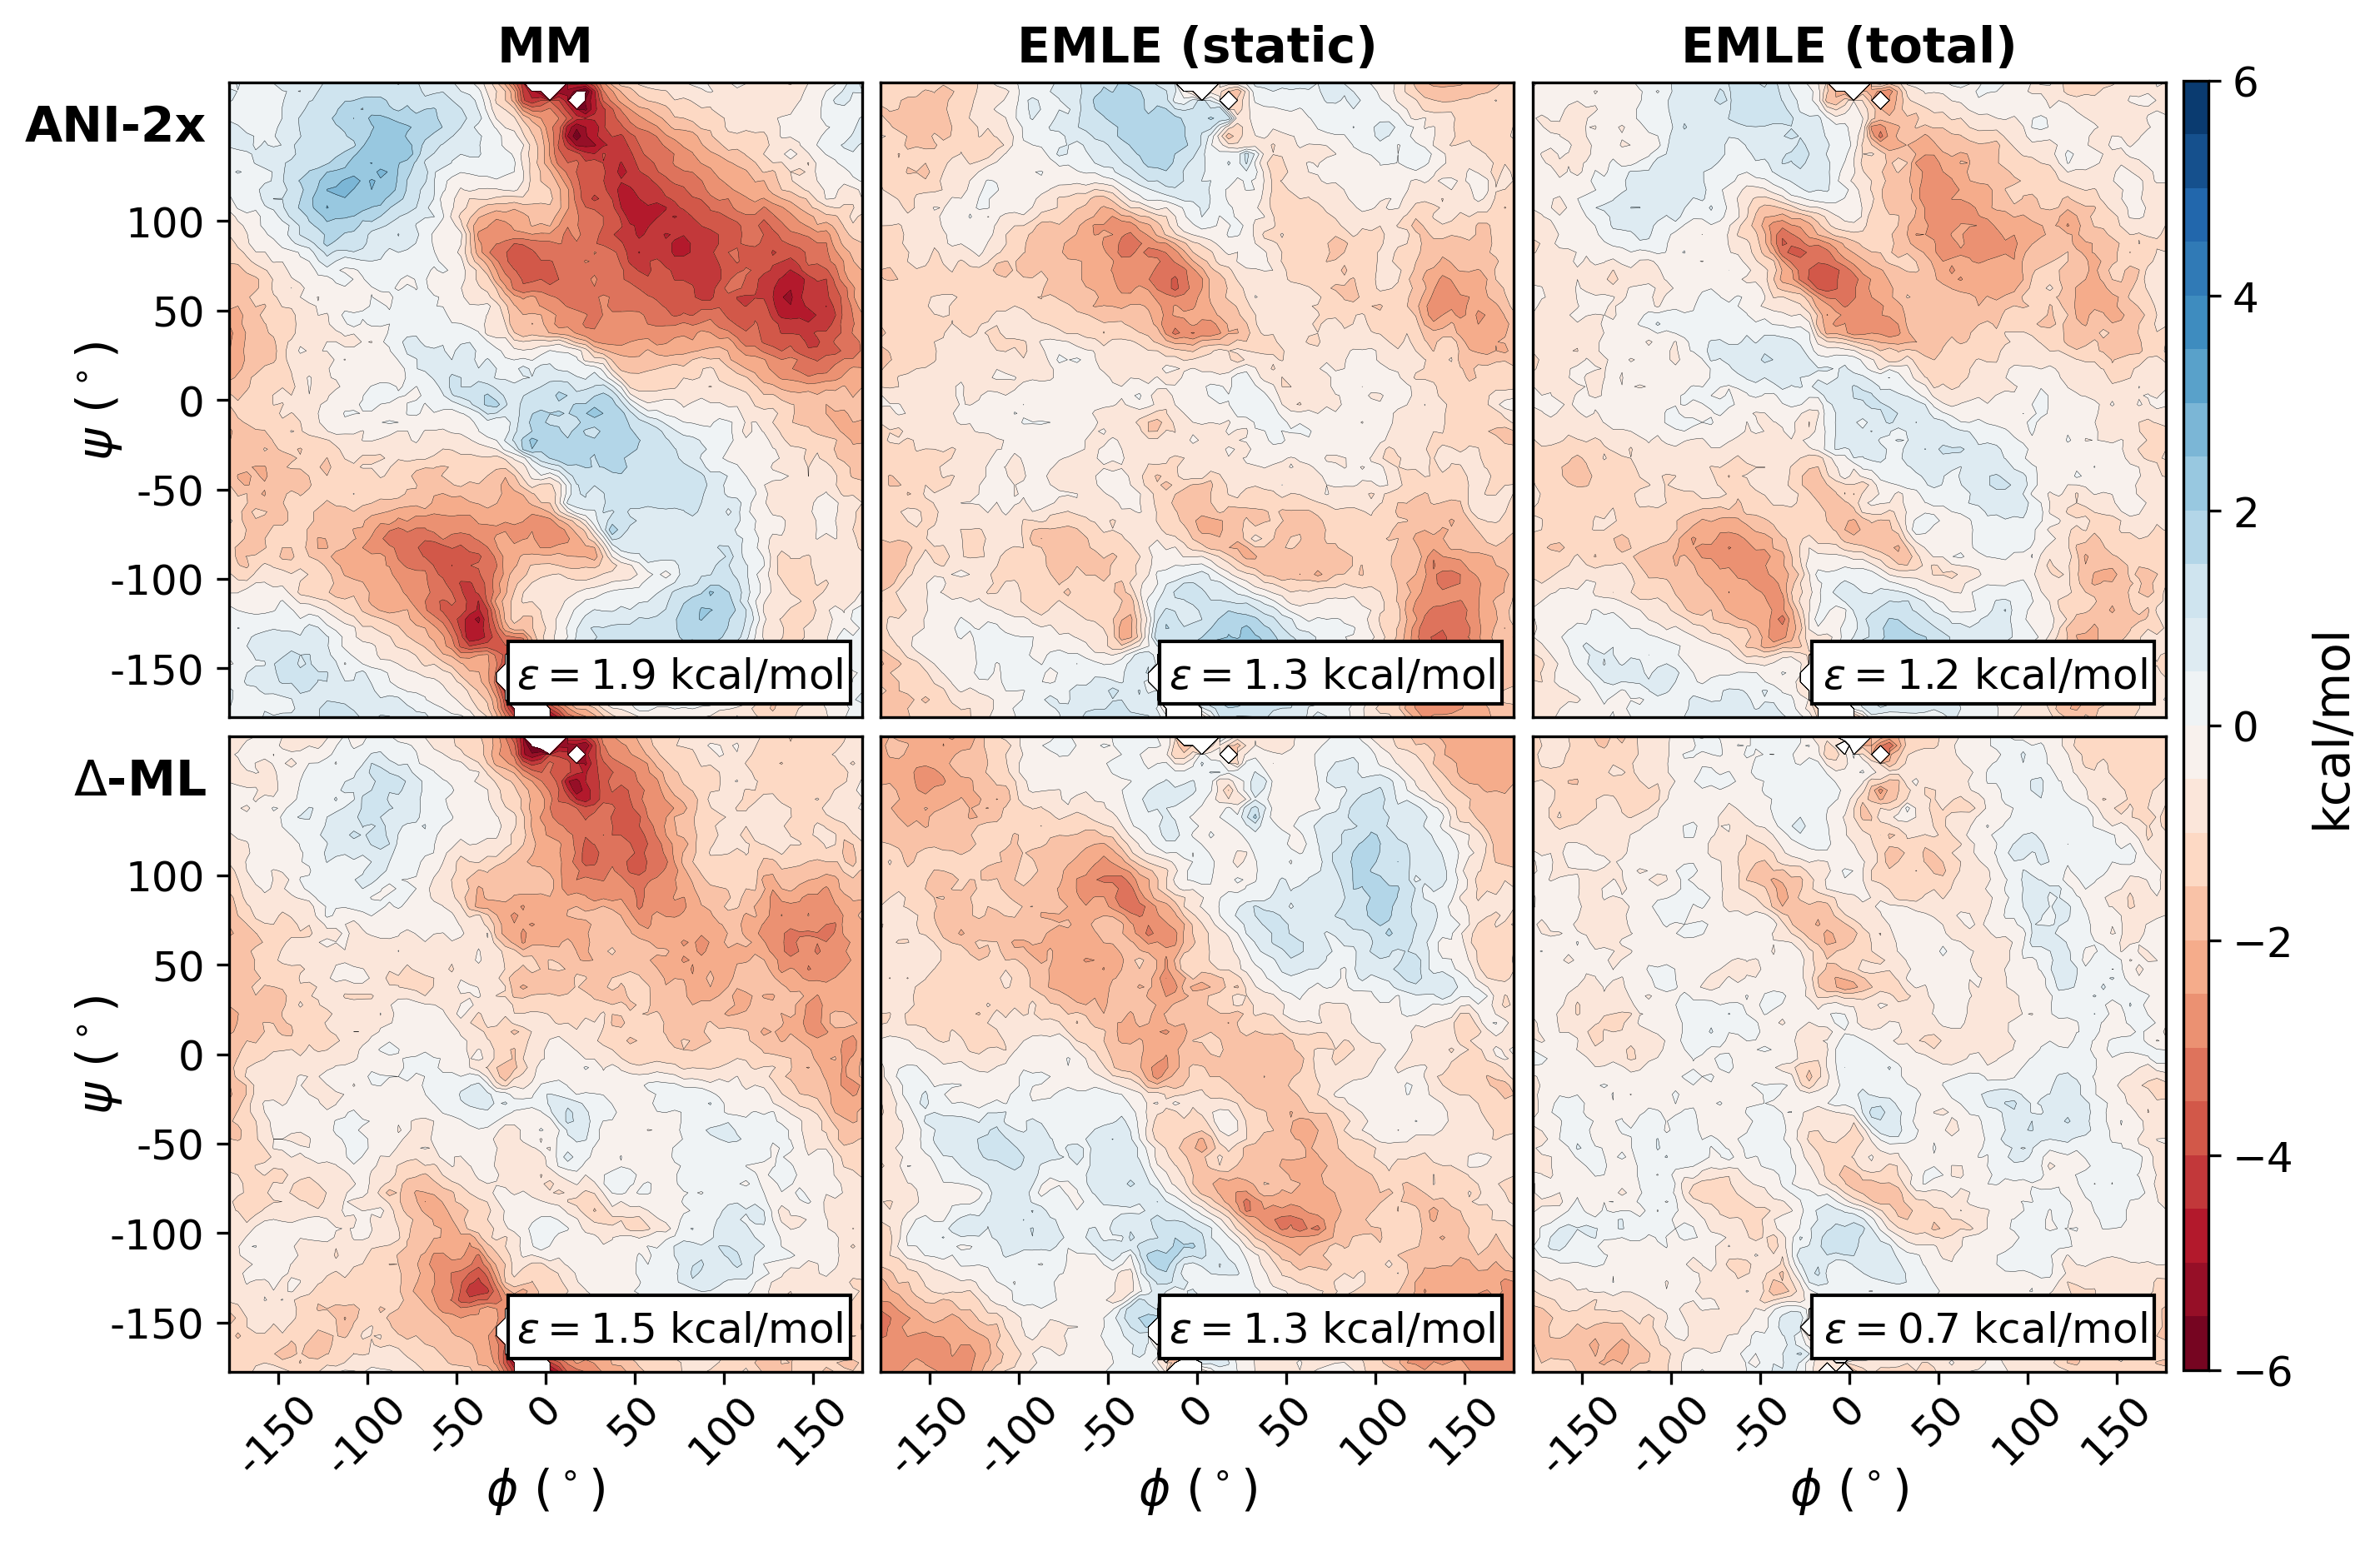 MM EMLE (static) EMLE (total)
ANI-2x
ψ (°)
100
50
0
-50
-100
-150
ε = 1.9 kcal/mol
ε = 1.3 kcal/mol
ε = 1.2 kcal/mol
Δ-ML
ψ (°)
100
50
0
-50
-100
-150
ε = 1.5 kcal/mol
ε = 1.3 kcal/mol
ε = 0.7 kcal/mol
-150 -100 -50 0 50 100 150
ϕ (°)
-150 -100 -50 0 50 100 150
ϕ (°)
-150 -100 -50 0 50 100 150
ϕ (°)
6
4
2
0
−2
−4
−6
kcal/mol